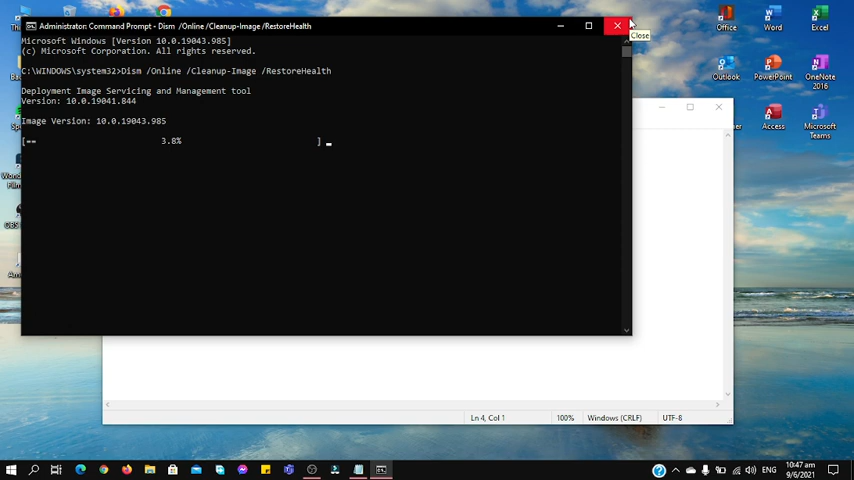 Administrator: Command Prompt - Dism /Online /Cleanup-Image /RestoreHealth
Close
Microsoft Windows [Version 10.0.19043.985]
(c) Microsoft Corporation. All rights reserved.
C:\WINDOWS\system32>Dism /Online /Cleanup-Image /RestoreHealth
Deployment Image Servicing and Management tool
Version: 10.0.19041.844
Image Version: 10.0.19043.985
[== 3.8% ]
Office
Word
Excel
Outlook
PowerPoint
OneNote
2016
Access
Microsoft
Teams
Ln 4, Col 1
100%
Windows (CRLF)
UTF-8
ENG
10:47 am
9/6/2021